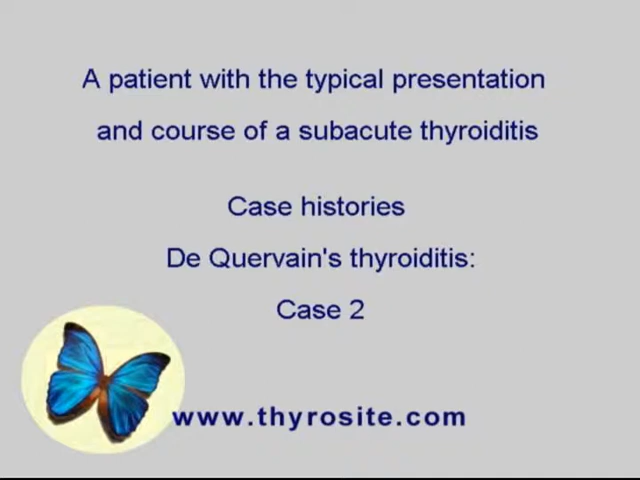 A patient with the typical presentation
and course of a subacute thyroiditis
Case histories
De Quervain's thyroiditis:
Case 2
www.thyrosite.com